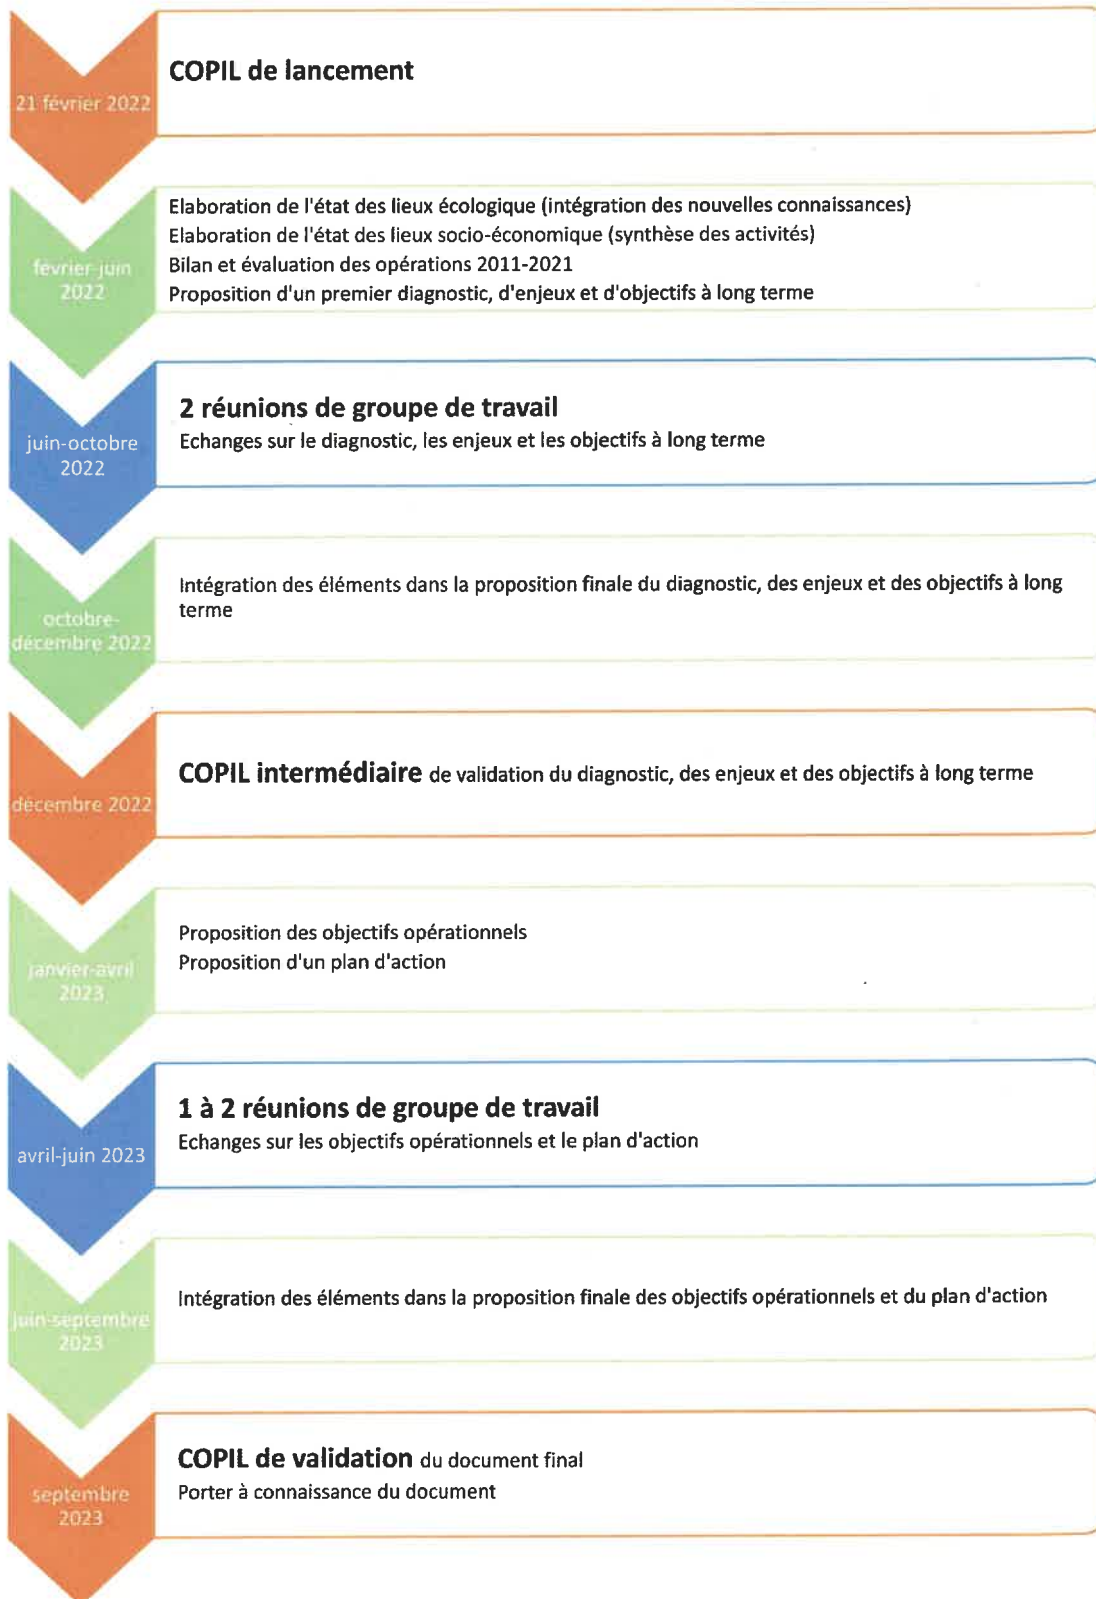 21 février 2022
COPIL de lancement
février-juin
2022
Elaboration de l'état des lieux écologique (intégration des nouvelles connaissances)
Elaboration de l'état des lieux socio-économique (synthèse des activités)
Bilan et évaluation des opérations 2011-2021
Proposition d'un premier diagnostic, d'enjeux et d'objectifs à long terme
juin-octobre
2022
2 réunions de groupe de travail
Echanges sur le diagnostic, les enjeux et les objectifs à long terme
octobre-
décembre 2022
Intégration des éléments dans la proposition finale du diagnostic, des enjeux et des objectifs à long
terme
décembre 2022
COPIL intermédiaire de validation du diagnostic, des enjeux et des objectifs à long terme
janvier-avril
2023
Proposition des objectifs opérationnels
Proposition d'un plan d'action
avril-juin 2023
1 à 2 réunions de groupe de travail
Echanges sur les objectifs opérationnels et le plan d'action
juin-septembre
2023
Intégration des éléments dans la proposition finale des objectifs opérationnels et du plan d'action
septembre
2023
COPIL de validation du document final
Porter à connaissance du document